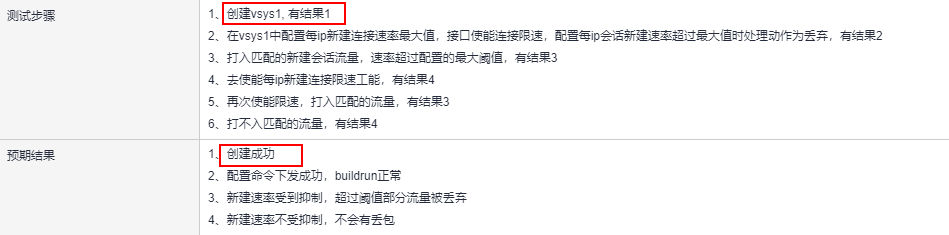 测试步骤
1、创建vsys1, 有结果1
2、在vsys1中配置每ip新建连接速率最大值，接口使能连接限速，配置每ip会话新建速率超过最大值时处理动作为丢弃，有结果2
3、打入匹配的新建会话流量，速率超过配置的最大阈值，有结果3
4、去使能每ip新建连接限速工能，有结果4
5、再次使能限速，打入匹配的流量，有结果3
6、打不入匹配的流量，有结果4
预期结果
1、创建成功
2、配置命令下发成功，buildrun正常
3、新建速率受到抑制，超过阈值部分流量被丢弃
4、新建速率不受抑制，不会有丢包